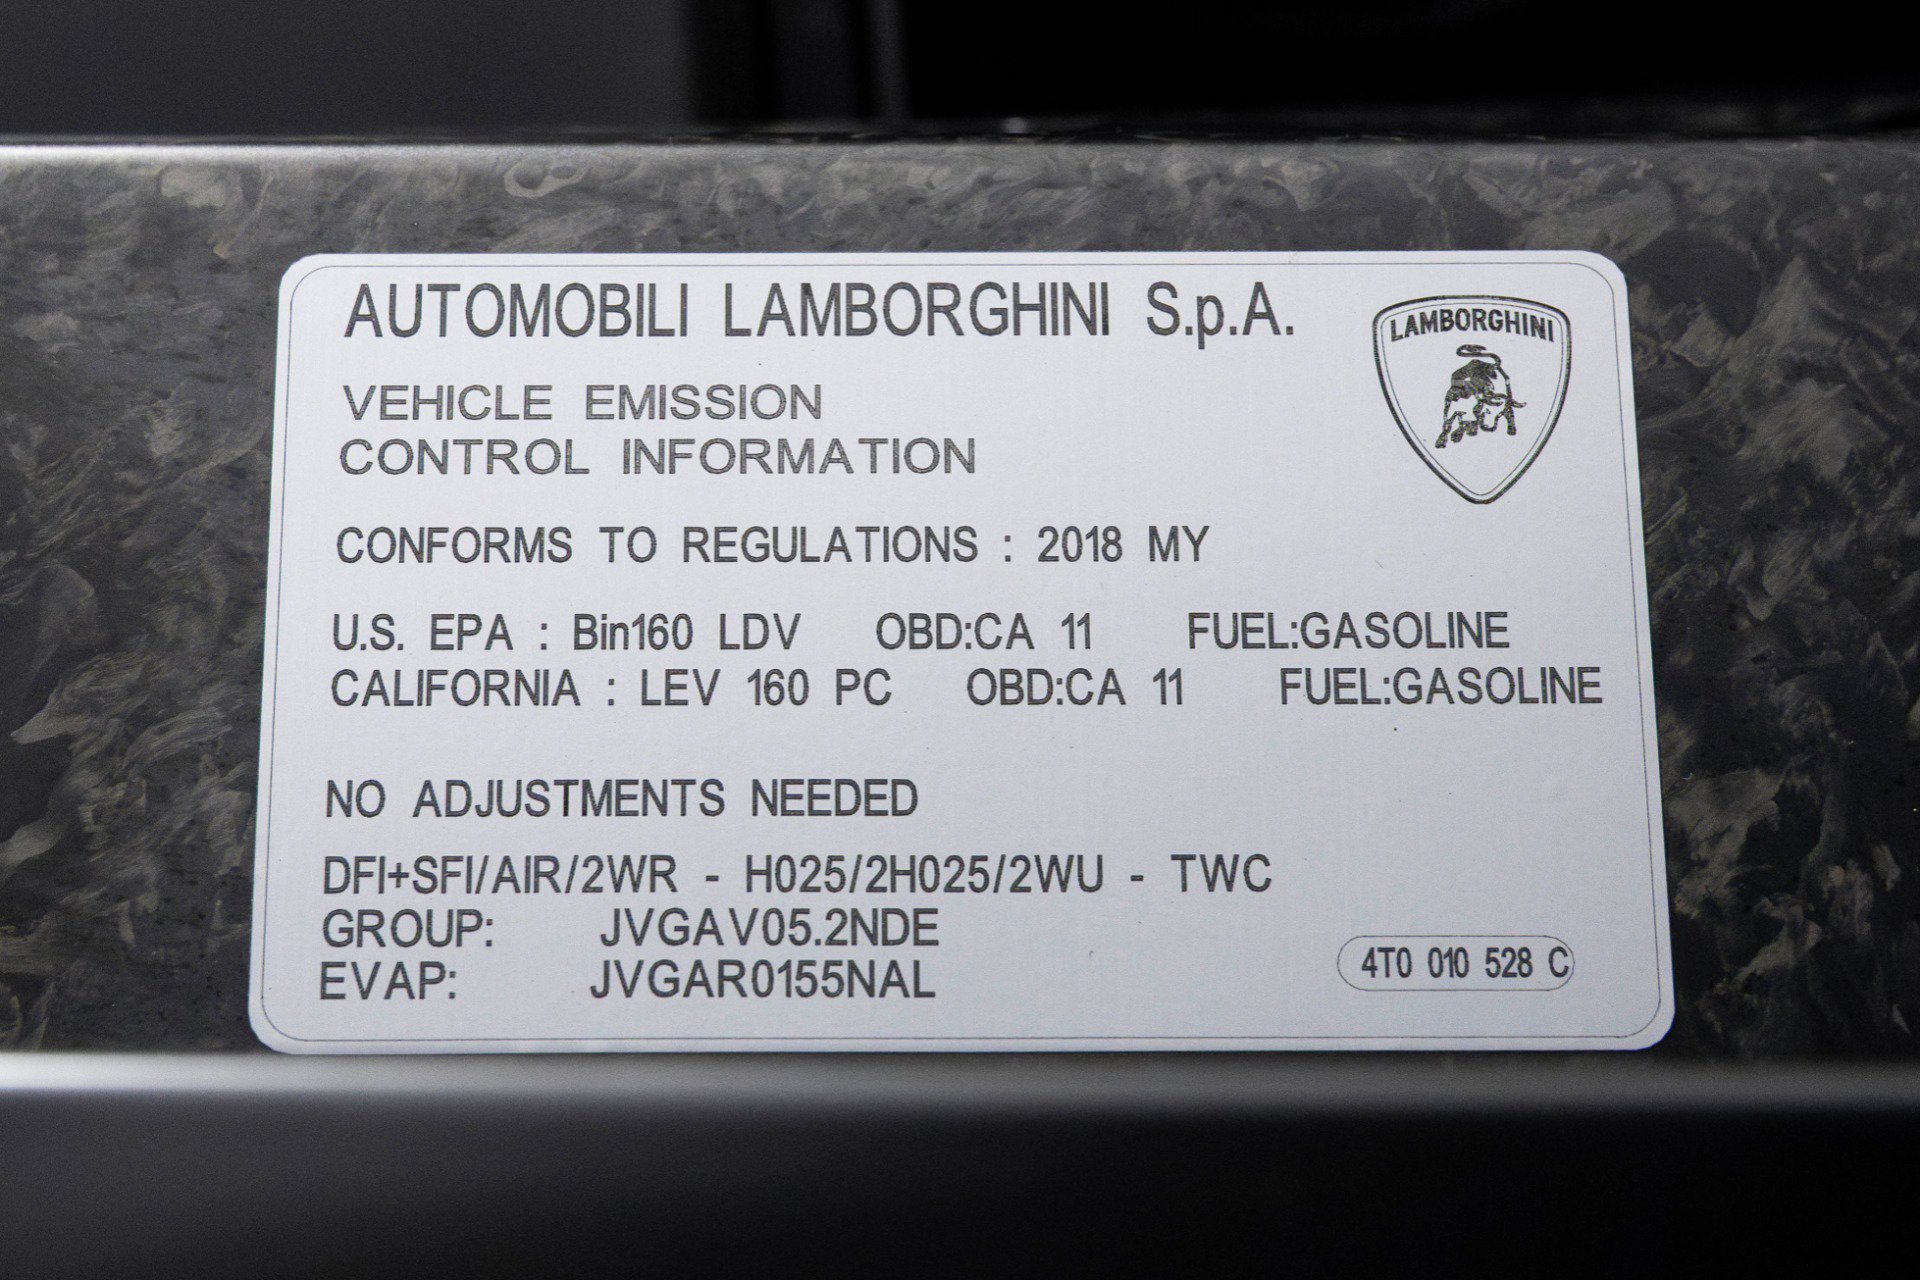 AUTOMOBILI LAMBORGHINI S.p.A.
LAMBORGHINI
VEHICLE EMISSION
CONTROL INFORMATION
CONFORMS TO REGULATIONS : 2018 MY
U.S. EPA : Bin160 LDV OBD:CA 11 FUEL:GASOLINE
CALIFORNIA : LEV 160 PC OBD:CA 11 FUEL:GASOLINE
NO ADJUSTMENTS NEEDED
DFI+SFI/AIR/2WR - H025/2H025/2WU - TWC
GROUP: JVGAV05.2NDE
EVAP: JVGAR0155NAL
4T0 010 528 C